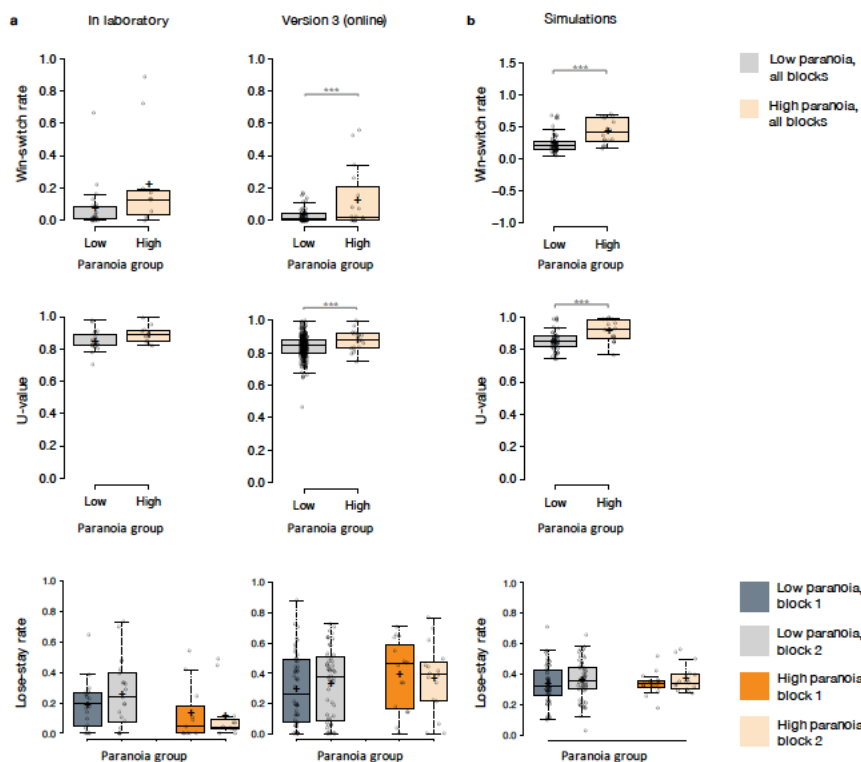 a
In laboratory
Version 3 (online)
b
Simulations
Win-switch rate
1.0
0.8
0.6
0.4
0.2
0
Low
High
Paranoia group
1.0
0.8
0.6
0.4
0.2
0
***
Low
High
Paranoia group
Win-switch rate
1.5
1.0
0.5
0.0
−0.5
−1.0
***
Low
High
Paranoia group
Low paranoia,
all blocks
High paranoia,
all blocks
U-value
1.0
0.8
0.6
0.4
0.2
0.0
Low
High
Paranoia group
1.0
0.8
0.6
0.4
0.2
0.0
***
Low
High
Paranoia group
U-value
1.0
0.8
0.6
0.4
0.2
0.0
***
Low
High
Paranoia group
Lose-stay rate
1.0
0.8
0.6
0.4
0.2
0
Paranoia group
1.0
0.8
0.6
0.4
0.2
0
Paranoia group
Lose-stay rate
1.0
0.8
0.6
0.4
0.2
0
Paranoia group
Low paranoia,
block 1
Low paranoia,
block 2
High paranoia,
block 1
High paranoia,
block 2